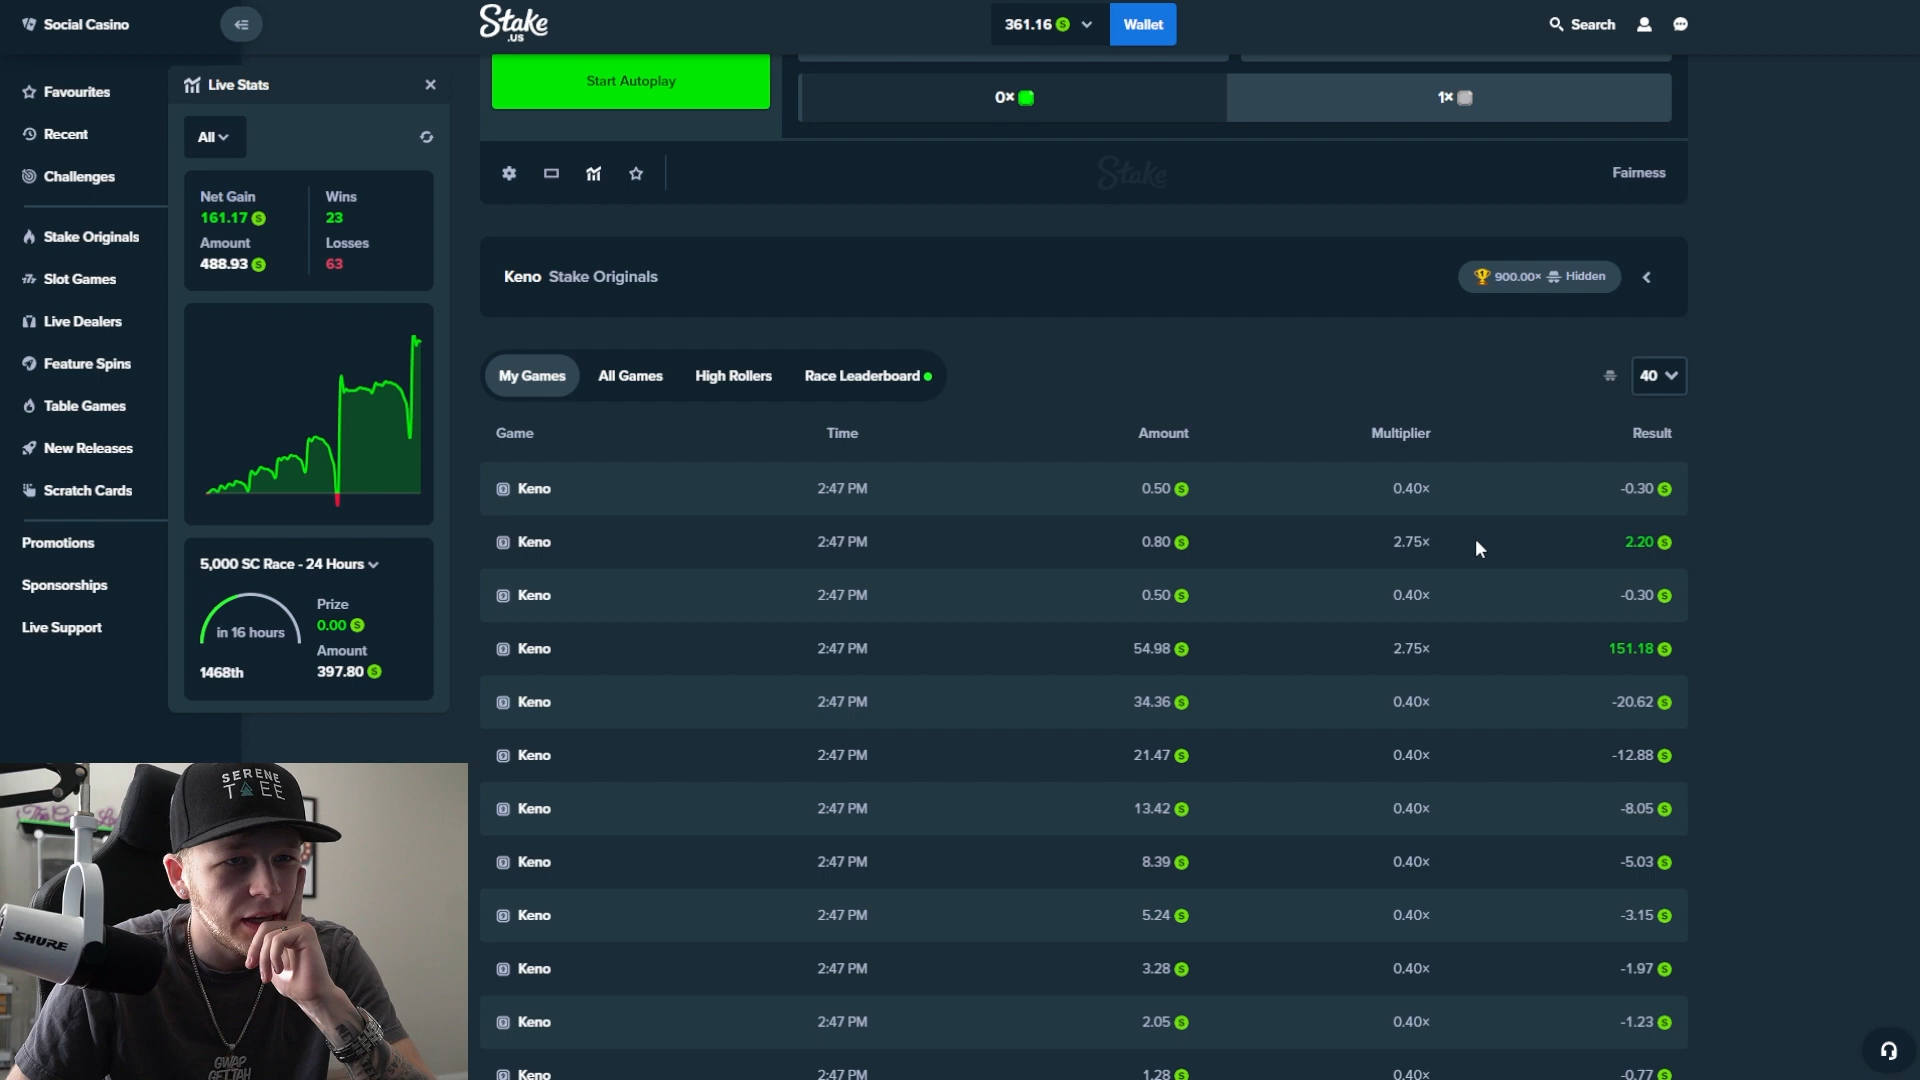 Social Casino
Stake
.US
361.16
Wallet
Search
Favourites
Recent
Challenges
Stake Originals
Slot Games
Live Dealers
Feature Spins
Table Games
New Releases
Scratch Cards
Promotions
Sponsorships
Live Support
Live Stats
All
Net Gain
161.17
Wins
23
Amount
488.93
Losses
63
5,000 SC Race - 24 Hours
in 16 hours
1468th
Prize
0.00
Amount
397.80
Start Autoplay
0×
1×
Stake
Fairness
Keno Stake Originals
900.00× Hidden
My Games All Games High Rollers Race Leaderboard
40
Game Time Amount Multiplier Result
Keno 2:47 PM 0.50 0.40× -0.30
Keno 2:47 PM 0.80 2.75× 2.20
Keno 2:47 PM 0.50 0.40× -0.30
Keno 2:47 PM 54.98 2.75× 151.18
Keno 2:47 PM 34.36 0.40× -20.62
Keno 2:47 PM 21.47 0.40× -12.88
Keno 2:47 PM 13.42 0.40× -8.05
Keno 2:47 PM 8.39 0.40× -5.03
Keno 2:47 PM 5.24 0.40× -3.15
Keno 2:47 PM 3.28 0.40× -1.97
Keno 2:47 PM 2.05 0.40× -1.23
Keno 2:47 PM 1.28 0.40× -0.77
SERENE
SHURE
GWAP
GETTAH